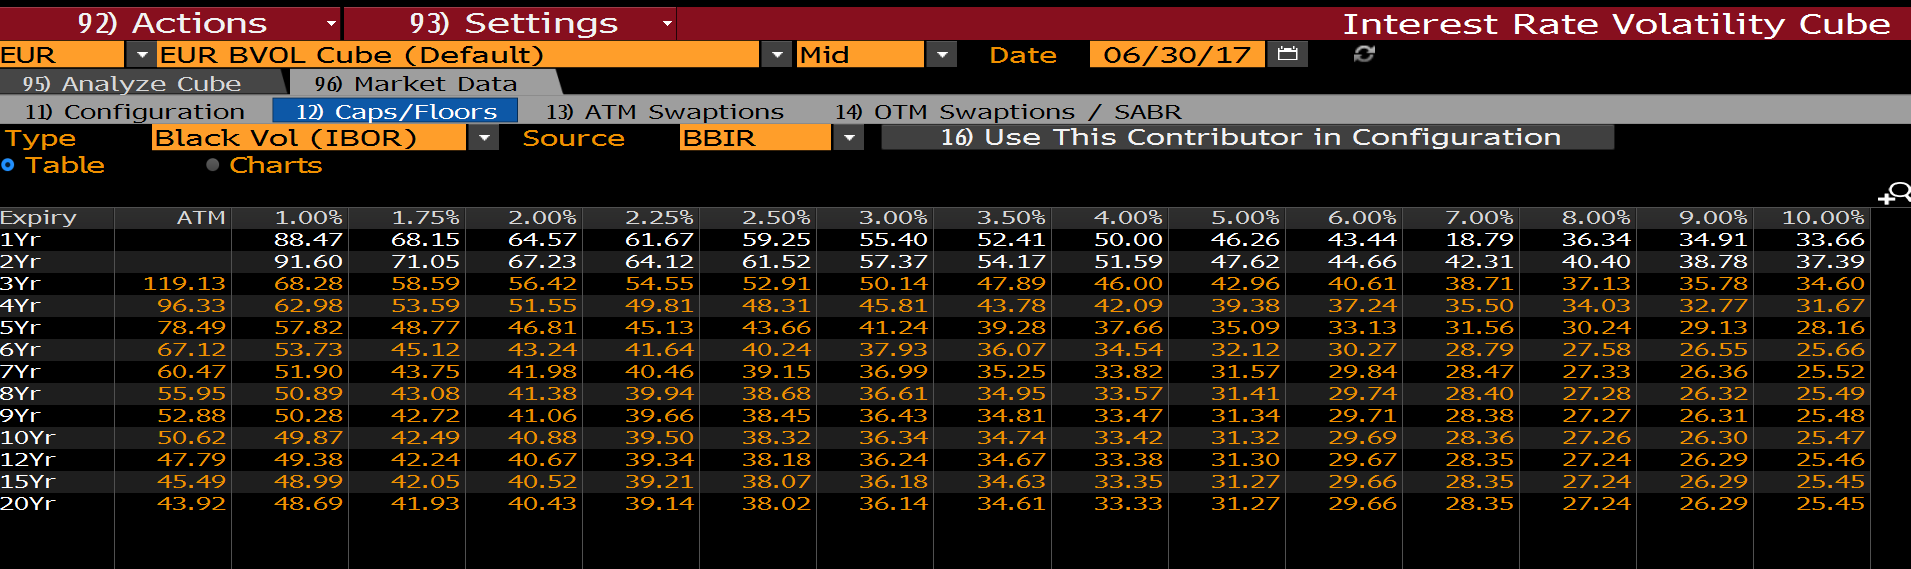 92) Actions 93) Settings Interest Rate Volatility Cube
EUR EUR BVOL Cube (Default) Mid Date 06/30/17
95) Analyze Cube 96) Market Data
11) Configuration 12) Caps/Floors 13) ATM Swaptions 14) OTM Swaptions / SABR
Type Black Vol (IBOR) Source BBIR 16) Use This Contributor in Configuration
Table Charts
Expiry ATM 1.00% 1.75% 2.00% 2.25% 2.50% 3.00% 3.50% 4.00% 5.00% 6.00% 7.00% 8.00% 9.00% 10.00%
1Yr 88.47 68.15 64.57 61.67 59.25 55.40 52.41 50.00 46.26 43.44 18.79 36.34 34.91 33.66
2Yr 91.60 71.05 67.23 64.12 61.52 57.37 54.17 51.59 47.62 44.66 42.31 40.40 38.78 37.39
3Yr 119.13 68.28 58.59 56.42 54.55 52.91 50.14 47.89 46.00 42.96 40.61 38.71 37.13 35.78 34.60
4Yr 96.33 62.98 53.59 51.55 49.81 48.31 45.81 43.78 42.09 39.38 37.24 35.50 34.03 32.77 31.67
5Yr 78.49 57.82 48.77 46.81 45.13 43.66 41.24 39.28 37.66 35.09 33.13 31.56 30.24 29.13 28.16
6Yr 67.12 53.73 45.12 43.24 41.64 40.24 37.93 36.07 34.54 32.12 30.27 28.79 27.58 26.55 25.66
7Yr 60.47 51.90 43.75 41.98 40.46 39.15 36.99 35.25 33.82 31.57 29.84 28.47 27.33 26.36 25.52
8Yr 55.95 50.89 43.08 41.38 39.94 38.68 36.61 34.95 33.57 31.41 29.74 28.40 27.28 26.32 25.49
9Yr 52.88 50.28 42.72 41.06 39.66 38.45 36.43 34.81 33.47 31.34 29.71 28.38 27.27 26.31 25.48
10Yr 50.62 49.87 42.49 40.88 39.50 38.32 36.34 34.74 33.42 31.32 29.69 28.36 27.26 26.30 25.47
12Yr 47.79 49.38 42.24 40.67 39.34 38.18 36.24 34.67 33.38 31.30 29.67 28.35 27.24 26.29 25.46
15Yr 45.49 48.99 42.05 40.52 39.21 38.07 36.18 34.63 33.35 31.27 29.66 28.35 27.24 26.29 25.45
20Yr 43.92 48.69 41.93 40.43 39.14 38.02 36.14 34.61 33.33 31.27 29.66 28.35 27.24 26.29 25.45